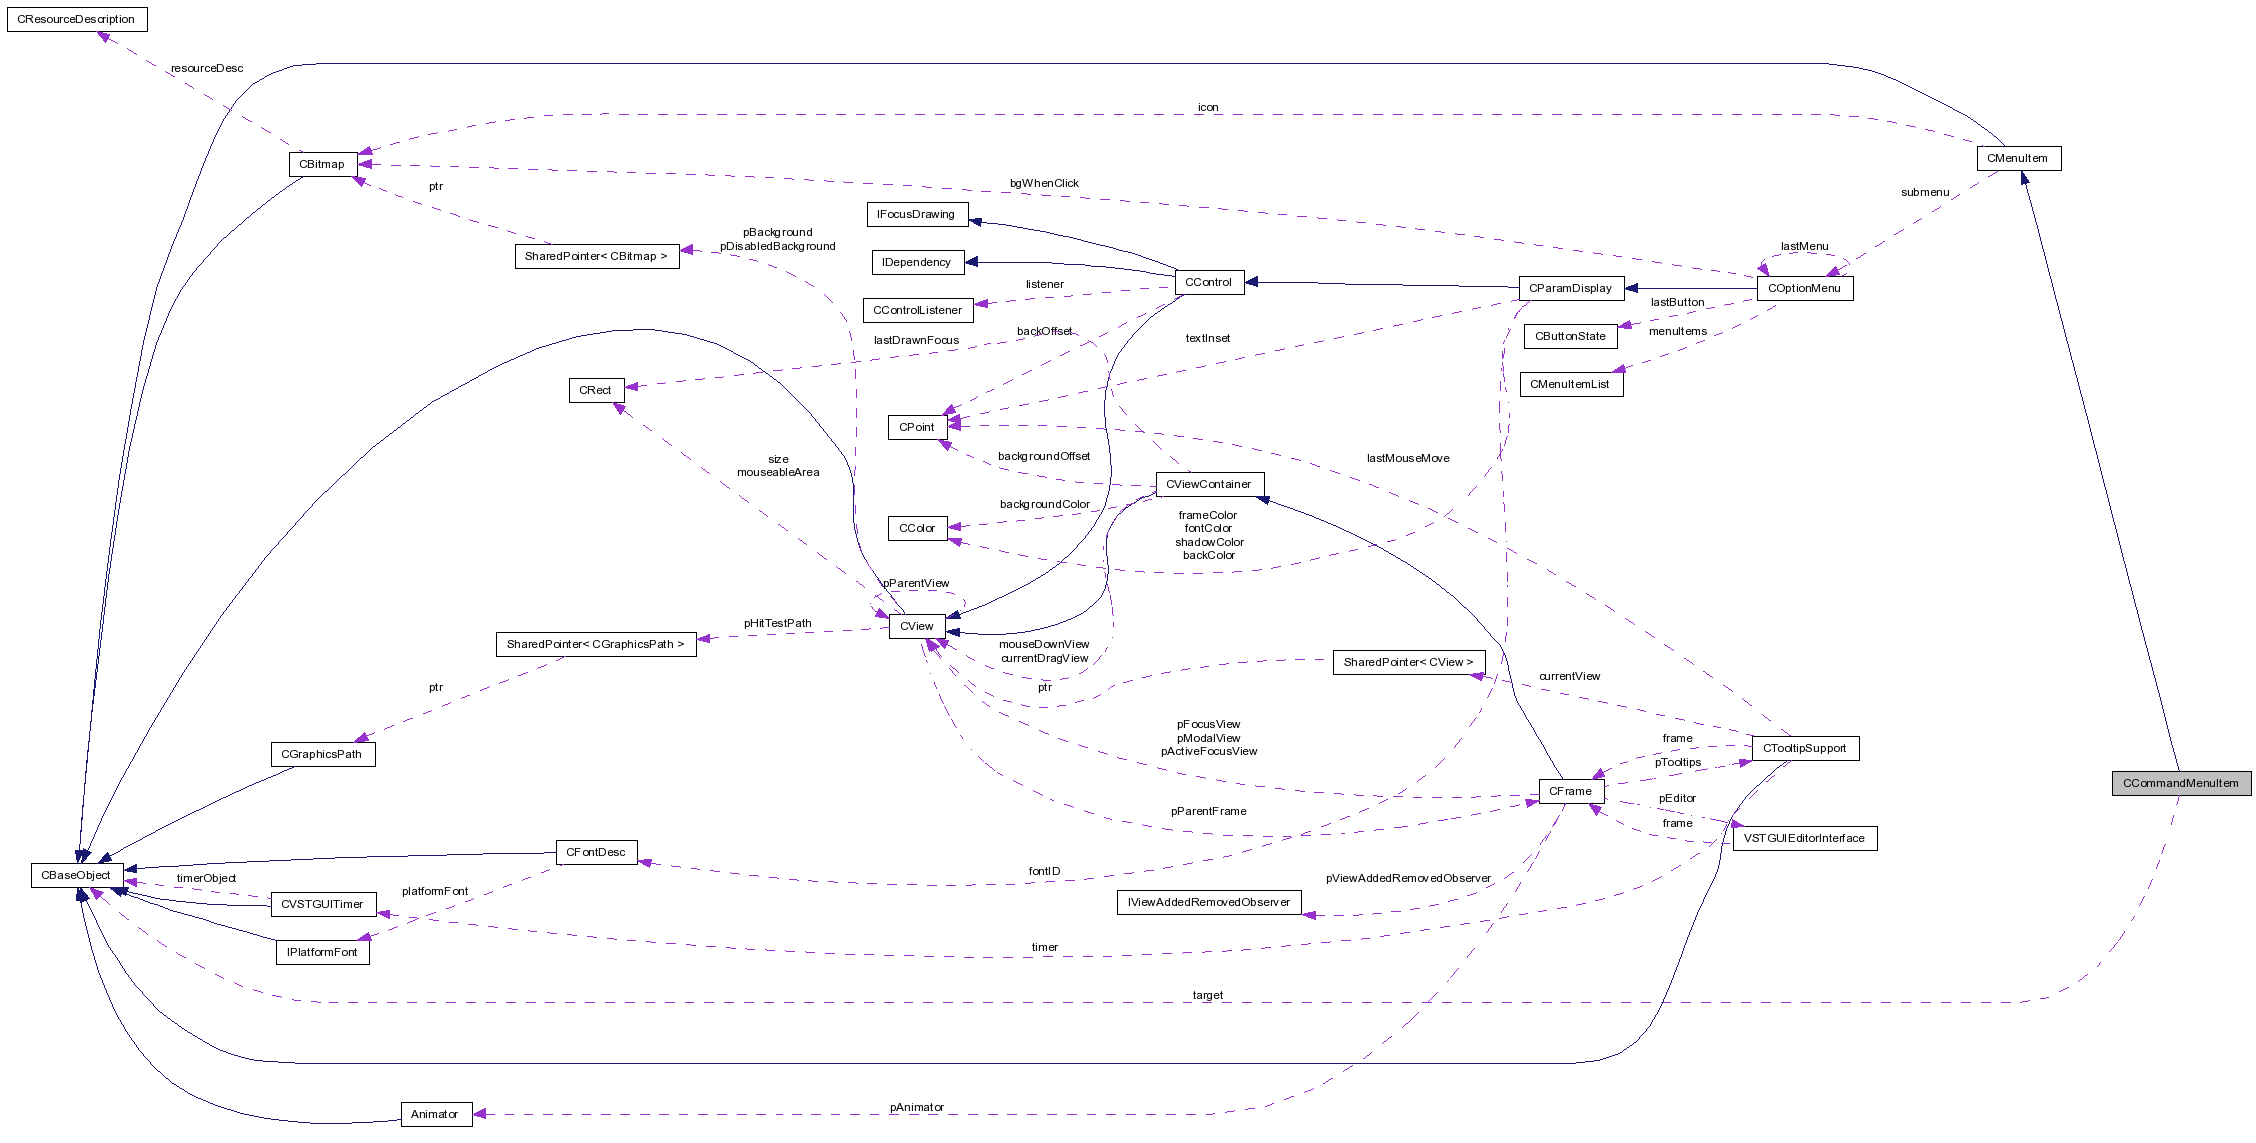 CResourceDescription
resourceDesc
icon
CBitmap
CMenuItem
ptr
bgWhenClick
submenu
IFocusDrawing
pBackground
pDisabledBackground
lastMenu
SharedPointer< CBitmap >
IDependency
CControl
CParamDisplay
COptionMenu
listener
CControlListener
lastButton
backOffset
menuItems
CButtonState
lastDrawnFocus
textInset
CRect
CMenuItemList
CPoint
size
mouseableArea
backgroundOffset
lastMouseMove
CViewContainer
backgroundColor
CColor
frameColor
fontColor
shadowColor
backColor
pParentView
CView
pHitTestPath
SharedPointer< CGraphicsPath >
mouseDownView
currentDragView
SharedPointer< CView >
currentView
ptr
ptr
pFocusView
pModalView
pActiveFocusView
frame
CTooltipSupport
CGraphicsPath
pTooltips
CCommandMenuItem
CFrame
pEditor
pParentFrame
frame
VSTGUIEditorInterface
CFontDesc
CBaseObject
timerObject
fontID
pViewAddedRemovedObserver
platformFont
CVSTGUITimer
IViewAddedRemovedObserver
timer
IPlatformFont
target
pAnimator
Animator